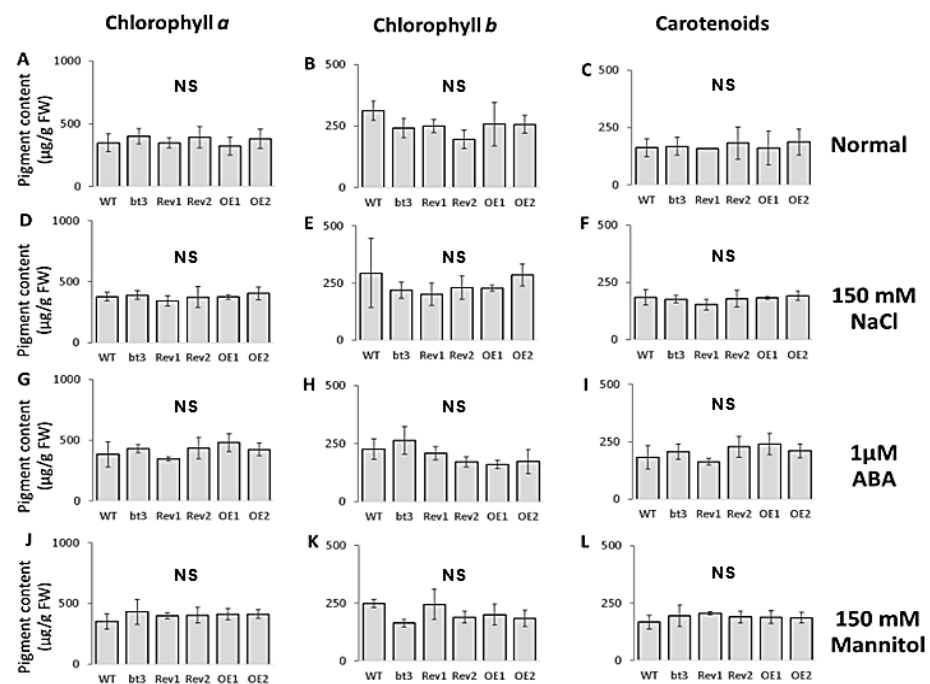 Chlorophyll a
Chlorophyll b
Carotenoids
A
Pigment content
(µg/g FW)
1000
500
0
NS
WT bt3 Rev1 Rev2 OE1 OE2
B
500
250
0
NS
WT bt3 Rev1 Rev2 OE1 OE2
C
500
250
0
NS
WT bt3 Rev1 Rev2 OE1 OE2
Normal
D
Pigment content
(µg/g FW)
1000
500
0
NS
WT bt3 Rev1 Rev2 OE1 OE2
E
500
250
0
NS
WT bt3 Rev1 Rev2 OE1 OE2
F
500
250
0
NS
WT bt3 Rev1 Rev2 OE1 OE2
150 mM
NaCl
G
Pigment content
(µg/g FW)
1000
500
0
NS
WT bt3 Rev1 Rev2 OE1 OE2
H
500
250
0
NS
WT bt3 Rev1 Rev2 OE1 OE2
I
500
250
0
NS
WT bt3 Rev1 Rev2 OE1 OE2
1µM
ABA
J
Pigment content
(µg/g FW)
1000
500
0
NS
WT bt3 Rev1 Rev2 OE1 OE2
K
500
250
0
NS
WT bt3 Rev1 Rev2 OE1 OE2
L
500
250
0
NS
WT bt3 Rev1 Rev2 OE1 OE2
150 mM
Mannitol